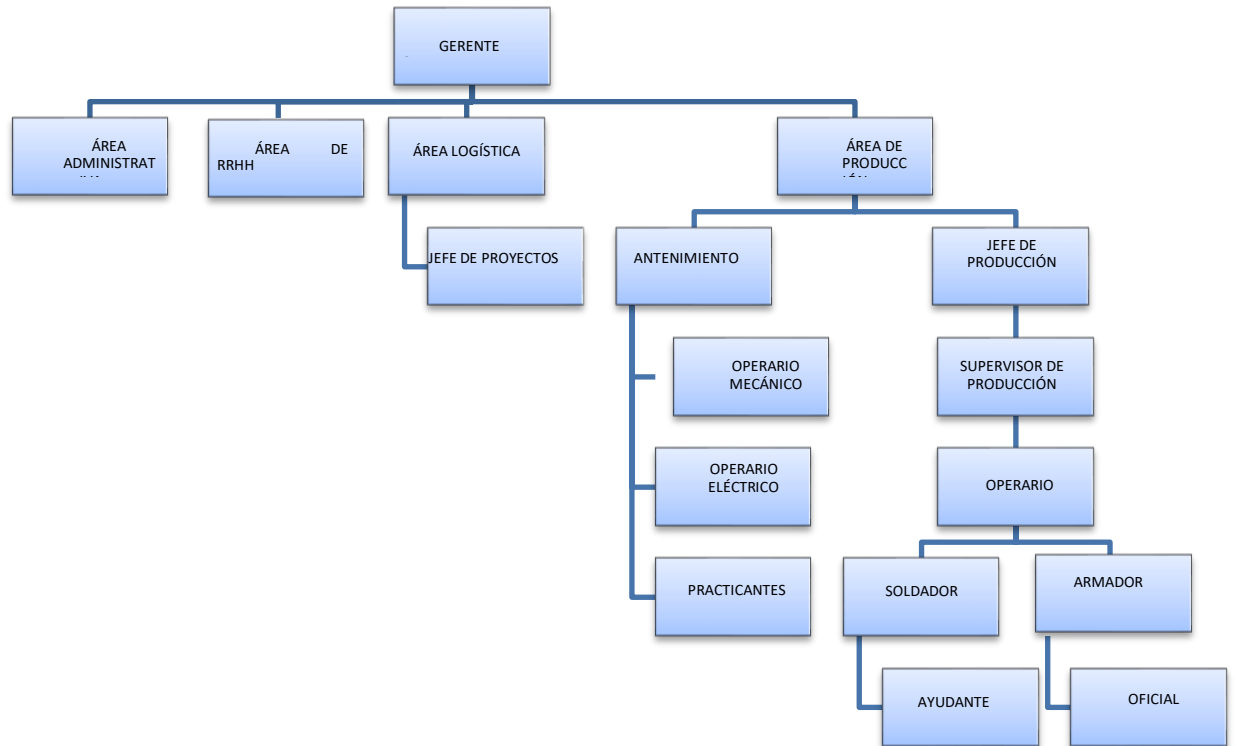 GERENTE
ÁREA
ADMINISTRAT
ÁREA DE
RRHH
ÁREA LOGÍSTICA
ÁREA DE
PRODUCC
JEFE DE PROYECTOS
ANTENIMIENTO
JEFE DE
PRODUCCIÓN
OPERARIO
MECÁNICO
SUPERVISOR DE
PRODUCCIÓN
OPERARIO
ELÉCTRICO
OPERARIO
PRACTICANTES
SOLDADOR
ARMADOR
AYUDANTE
OFICIAL